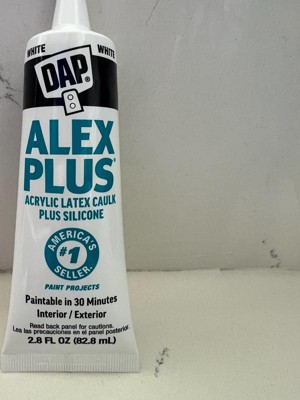 WHITE WHITE
DAP®
ALEX
PLUS®
ACRYLIC LATEX CAULK
PLUS SILICONE
AMERICA'S
#1
SELLER.
PAINT PROJECTS
Paintable in 30 Minutes
Interior / Exterior
Read back panel for cautions.
Lea las precauciones en el panel posterior.
2.8 FL OZ (82.8 mL)